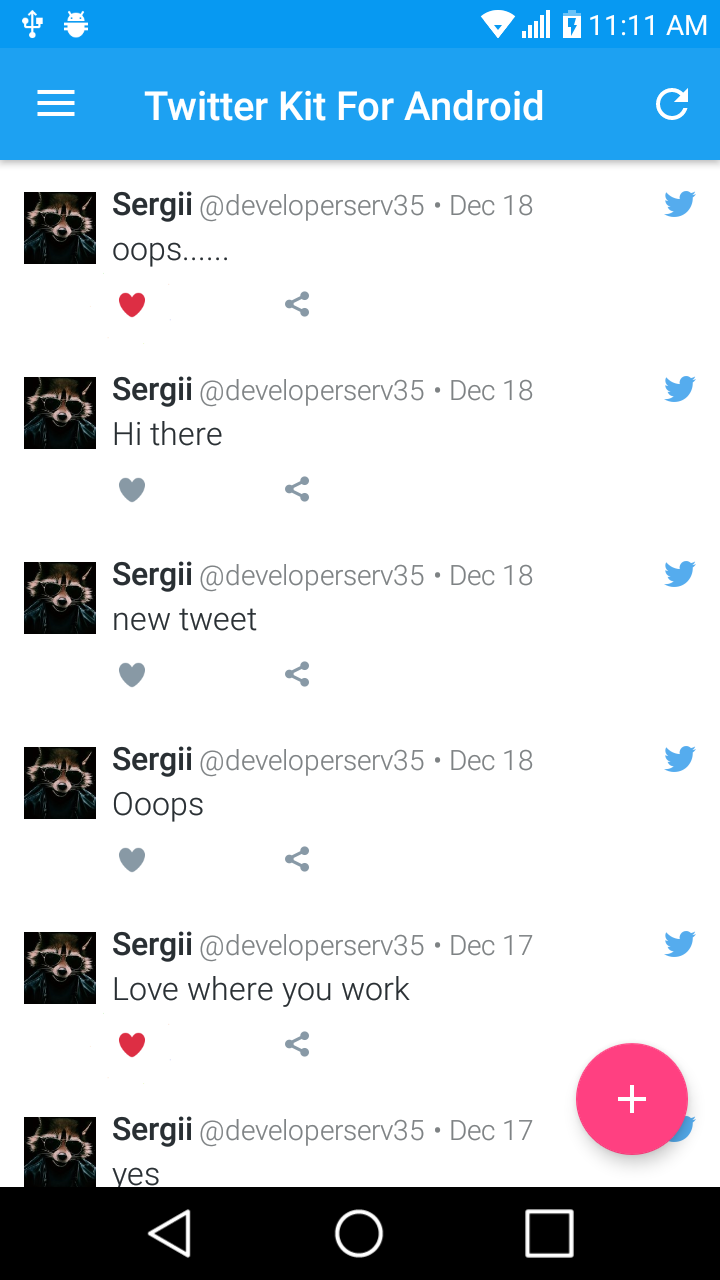 11:11 AM
Twitter Kit For Android
Sergii @developerserv35 • Dec 18
oops......
Sergii @developerserv35 • Dec 18
Hi there
Sergii @developerserv35 • Dec 18
new tweet
Sergii @developerserv35 • Dec 18
Ooops
Sergii @developerserv35 • Dec 17
Love where you work
Sergii @developerserv35 • Dec 17
yes